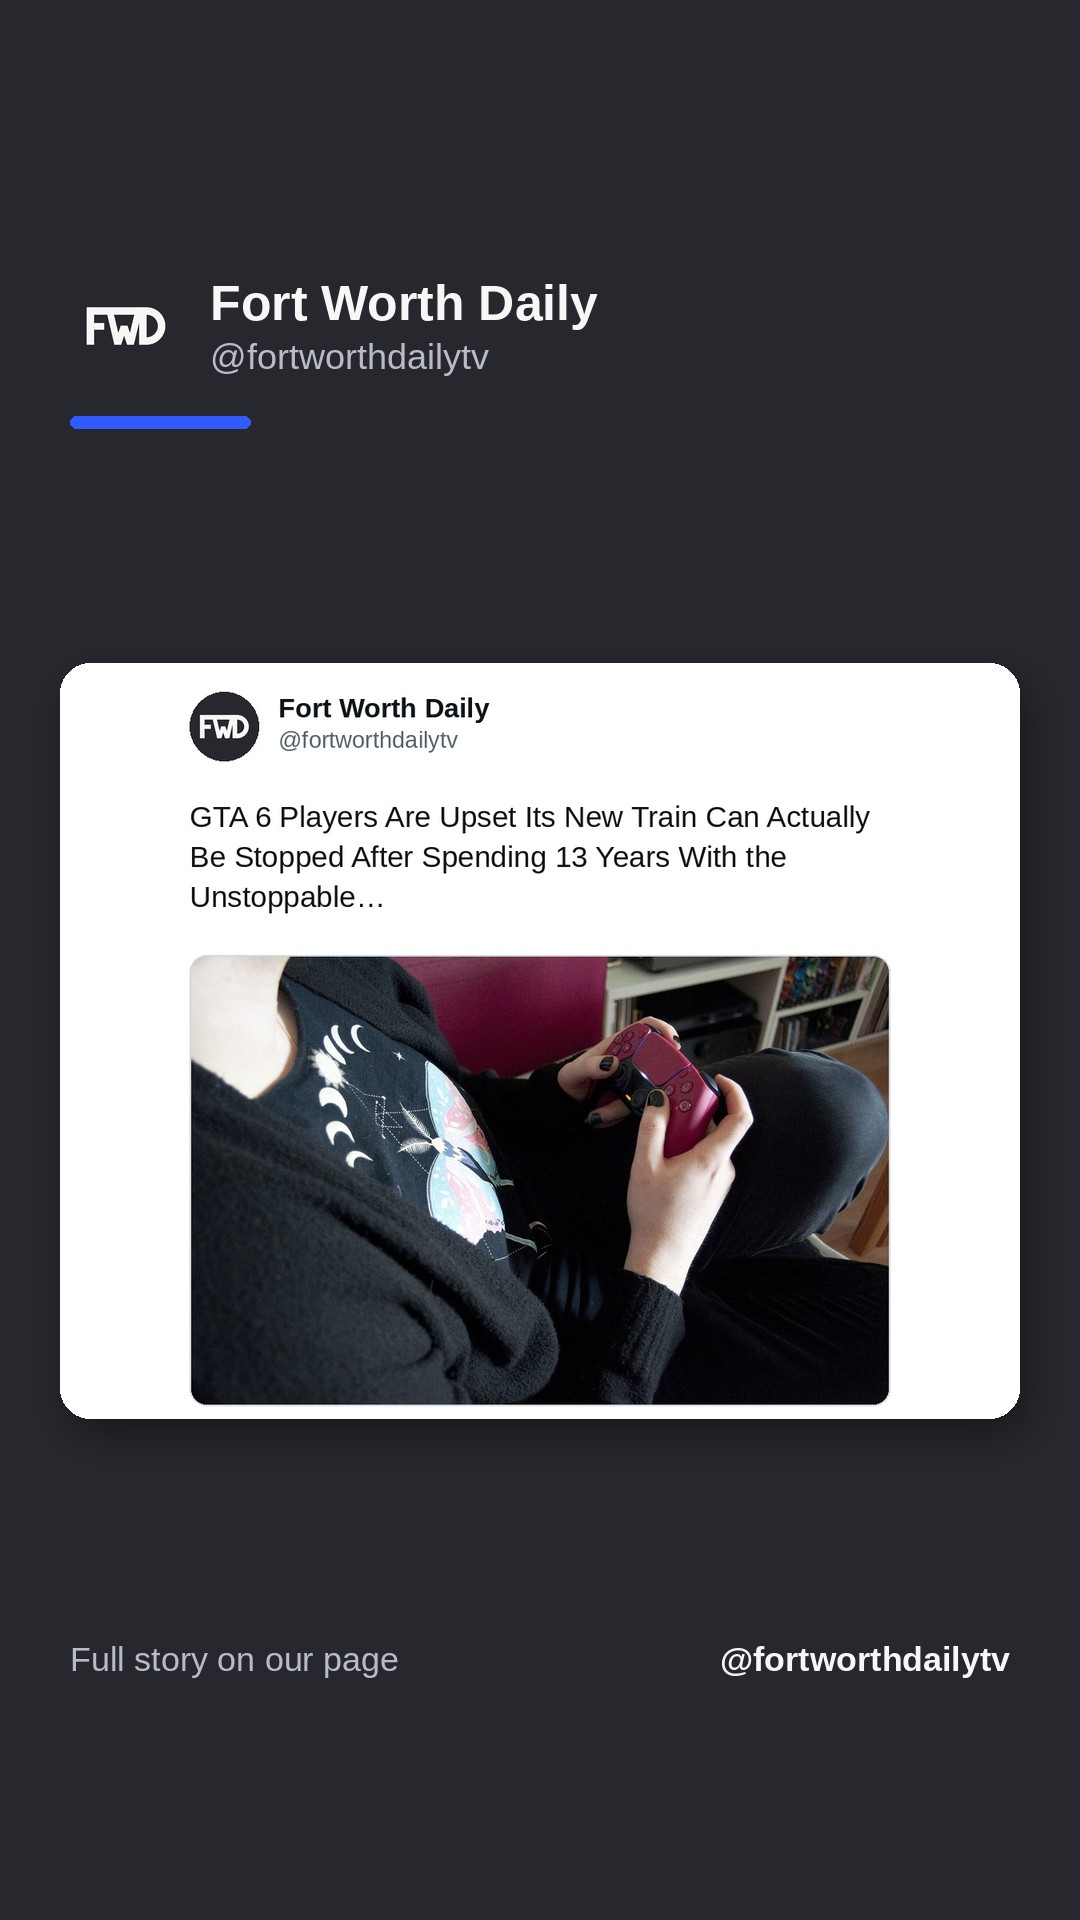 FWD
Fort Worth Daily
@fortworthdailytv
FWD
Fort Worth Daily
@fortworthdailytv
GTA 6 Players Are Upset Its New Train Can Actually
Be Stopped After Spending 13 Years With the
Unstoppable…
Full story on our page
@fortworthdailytv